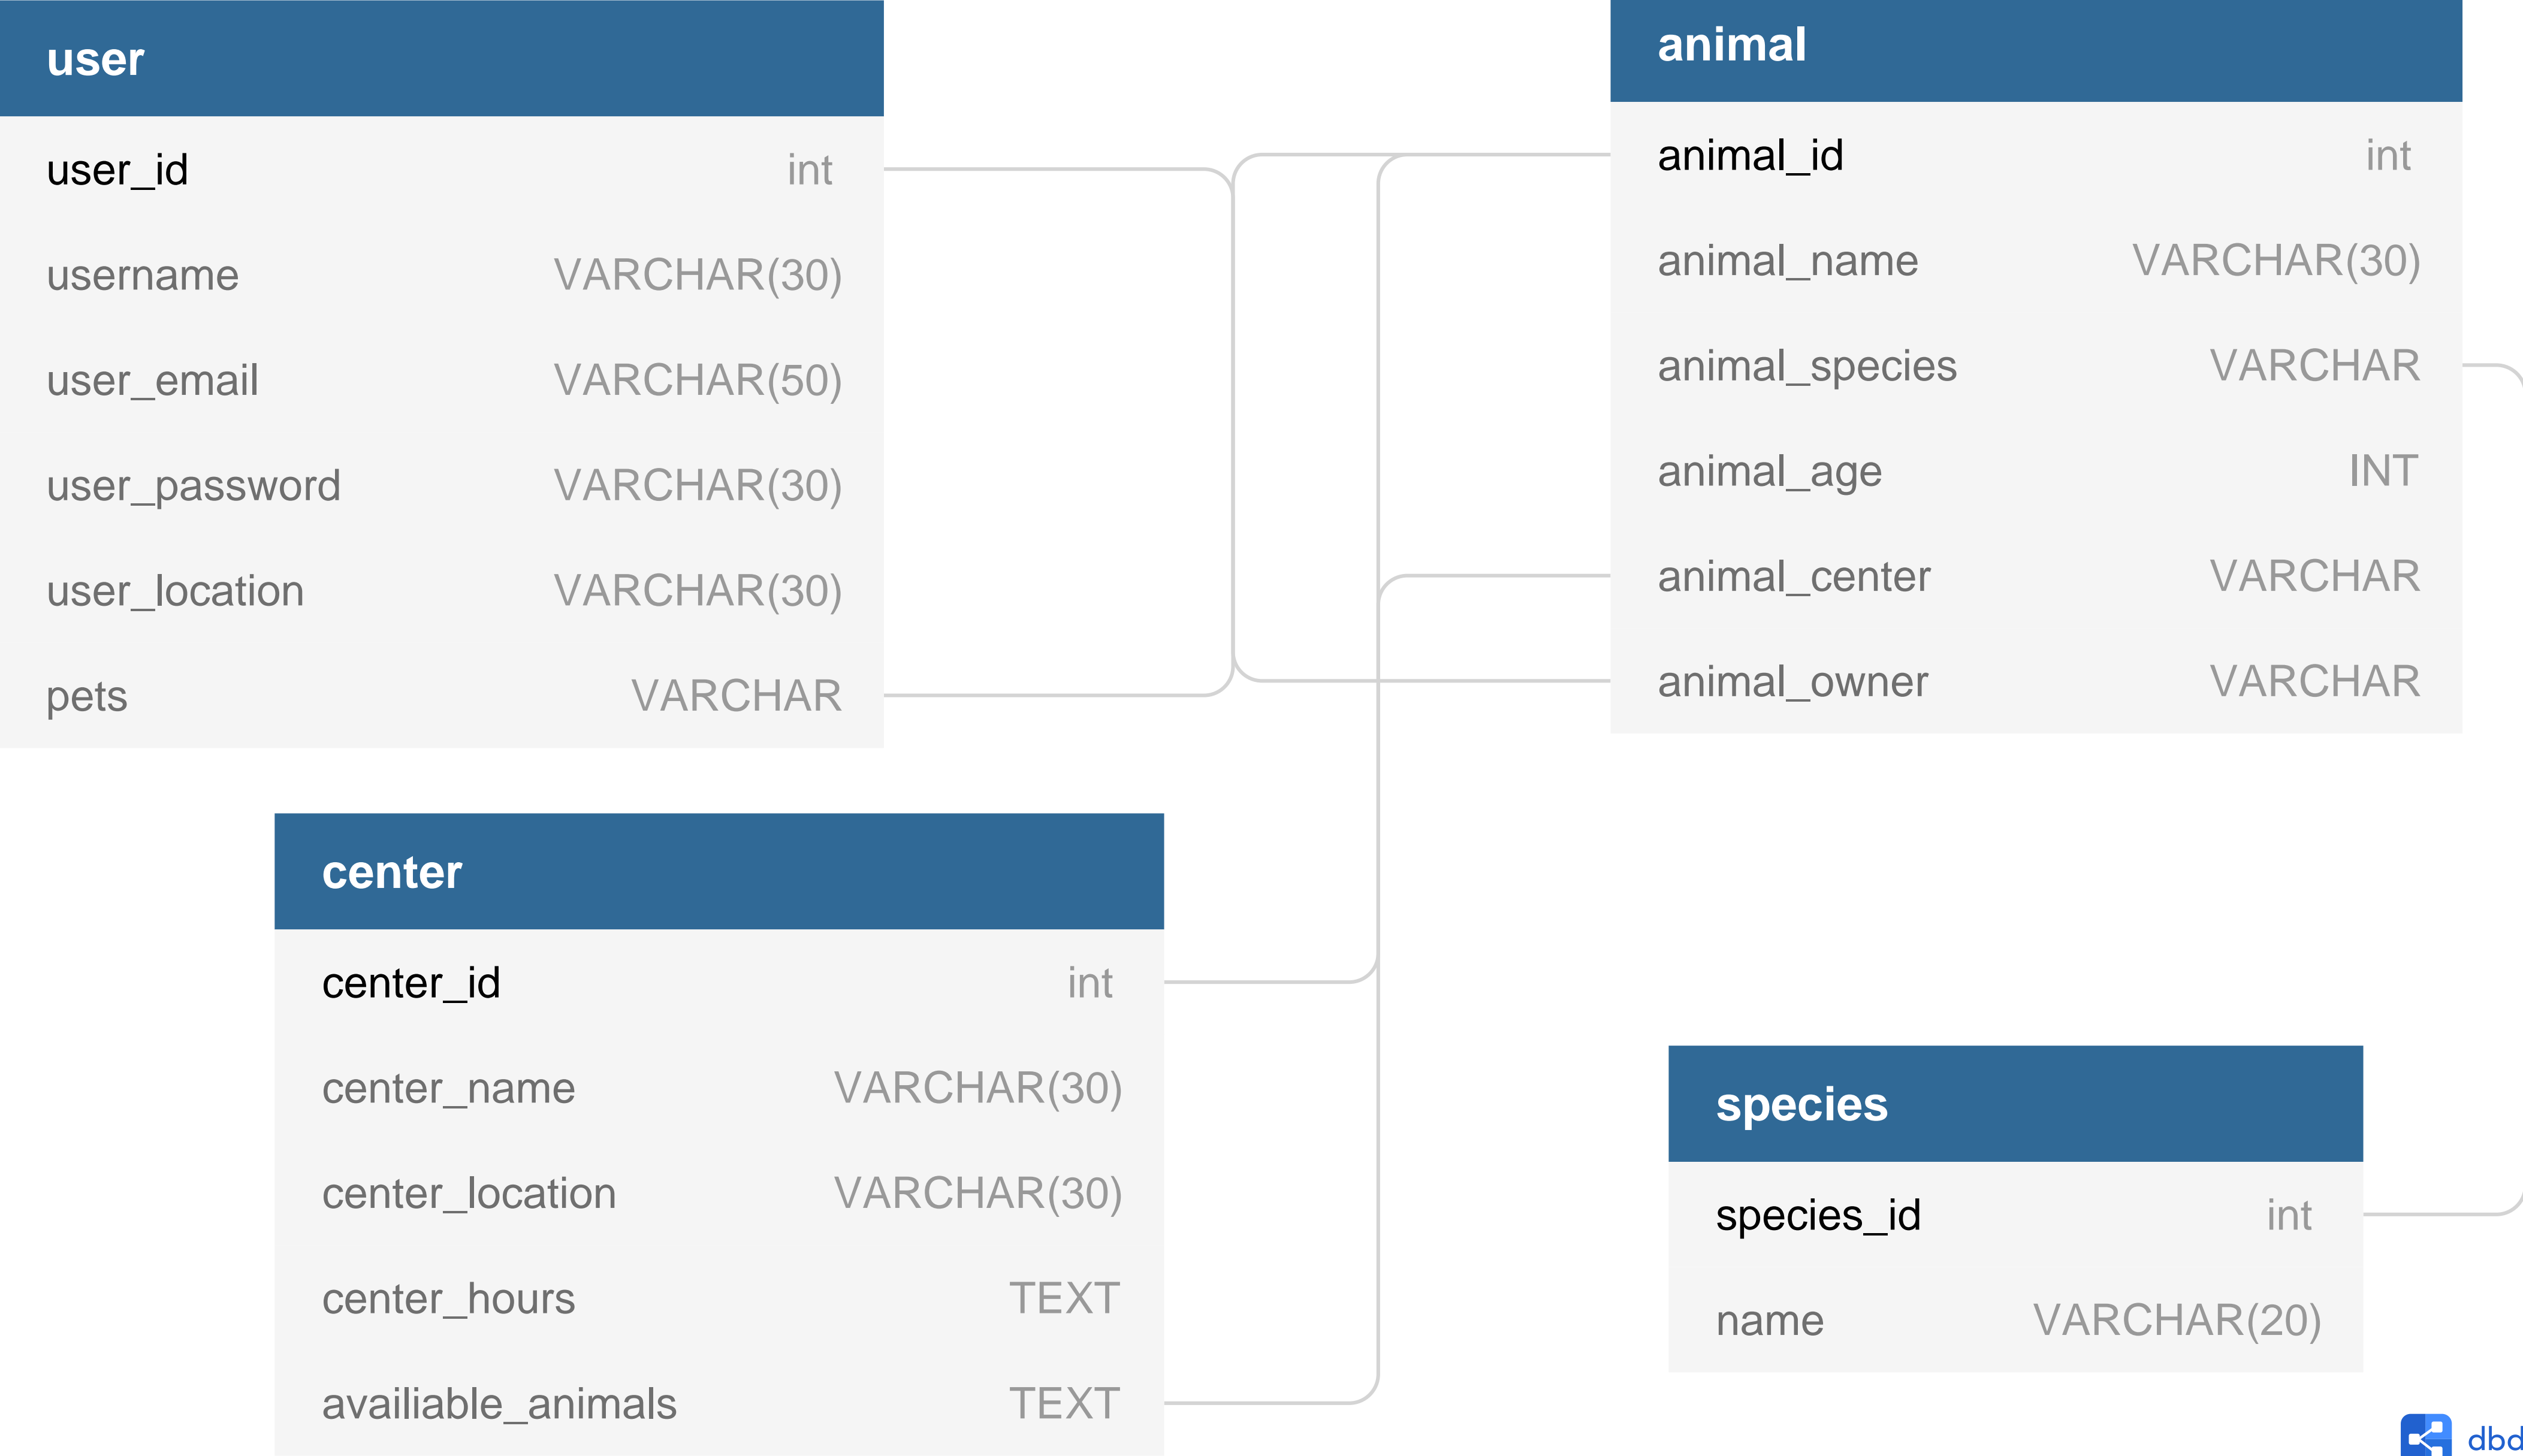 user
user_id int
username VARCHAR(30)
user_email VARCHAR(50)
user_password VARCHAR(30)
user_location VARCHAR(30)
pets VARCHAR
animal
animal_id int
animal_name VARCHAR(30)
animal_species VARCHAR
animal_age INT
animal_center VARCHAR
animal_owner VARCHAR
center
center_id int
center_name VARCHAR(30)
center_location VARCHAR(30)
center_hours TEXT
availiable_animals TEXT
species
species_id int
name VARCHAR(20)
dbd